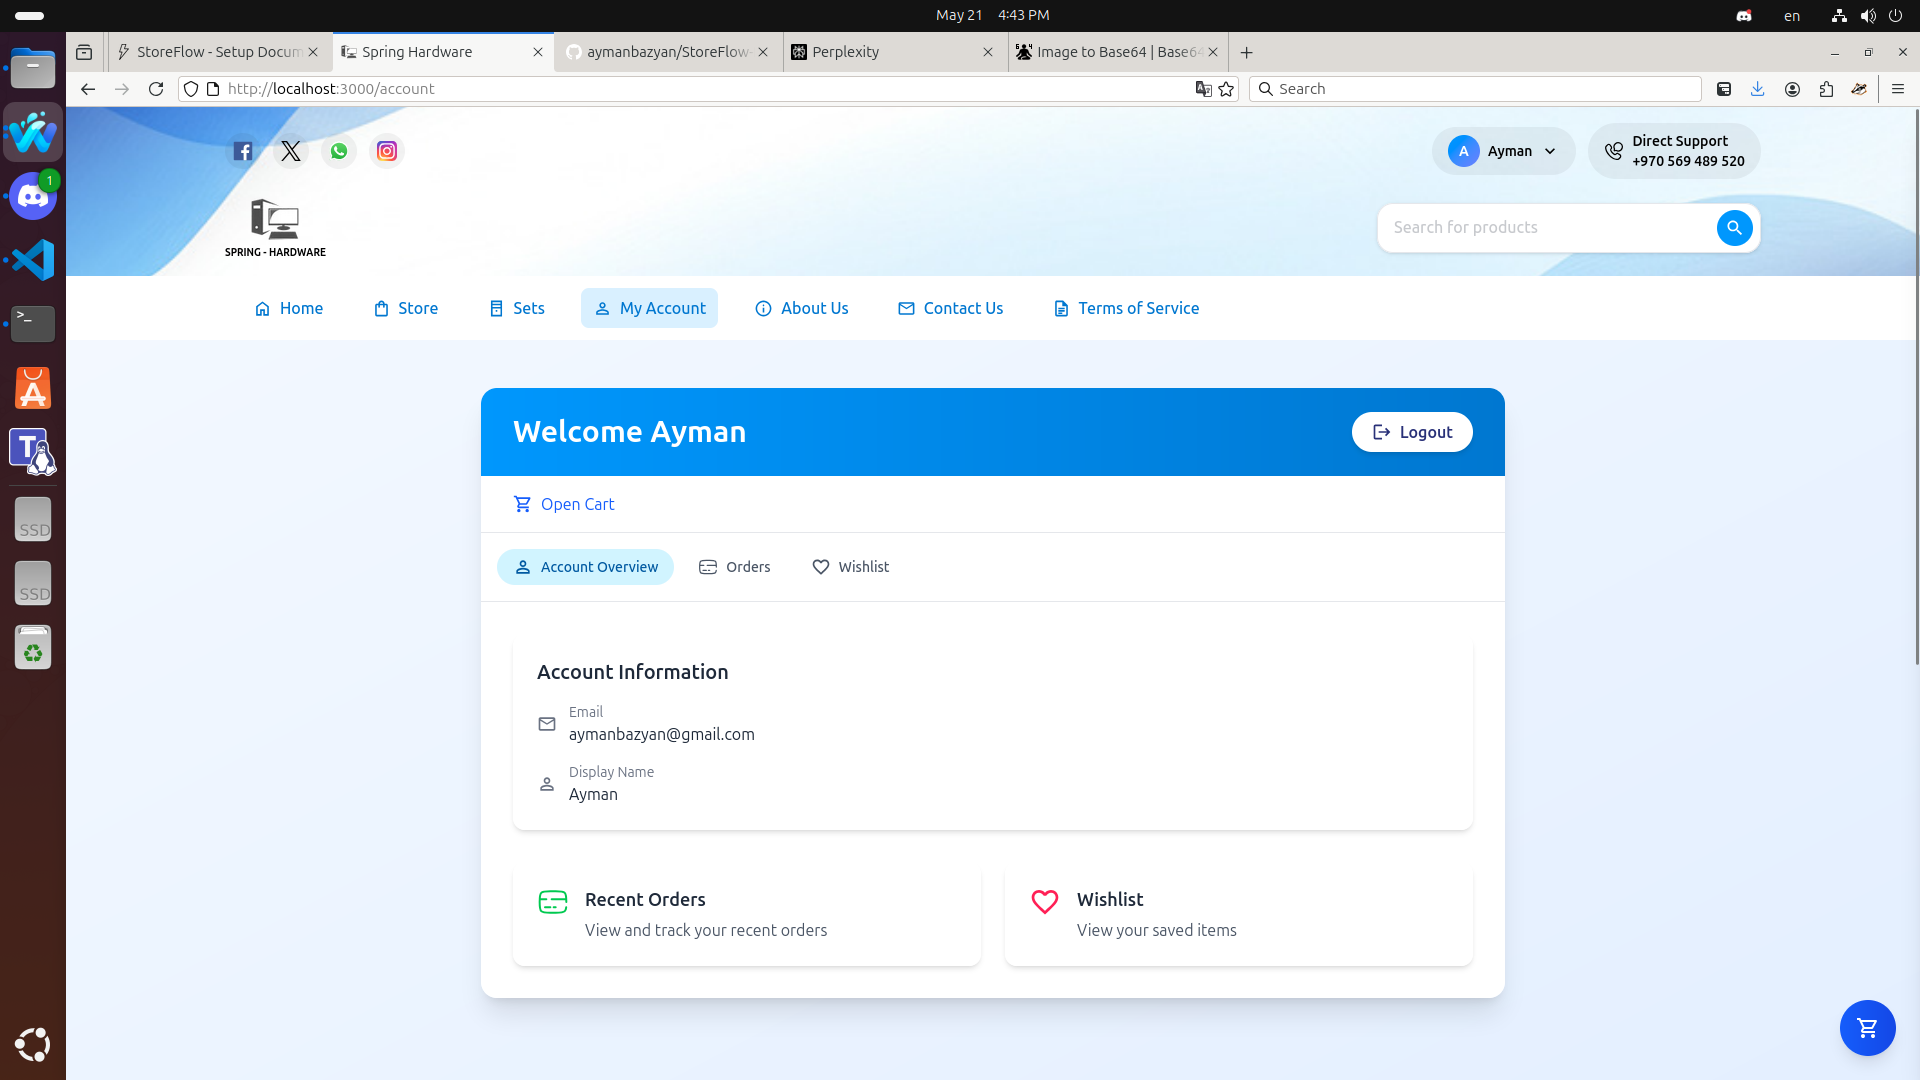 May 21 4:43 PM
en
StoreFlow - Setup Docum
Spring Hardware
aymanbazyan/StoreFlow-
Perplexity
Image to Base64 | Base64
http://localhost:3000/account
Search
A
Ayman
Direct Support
+970 569 489 520
SPRING - HARDWARE
Search for products
Home
Store
Sets
My Account
About Us
Contact Us
Terms of Service
Welcome Ayman
Logout
Open Cart
Account Overview
Orders
Wishlist
Account Information
Email
aymanbazyan@gmail.com
Display Name
Ayman
Recent Orders
View and track your recent orders
Wishlist
View your saved items
1
>_
A
T
SSD
SSD